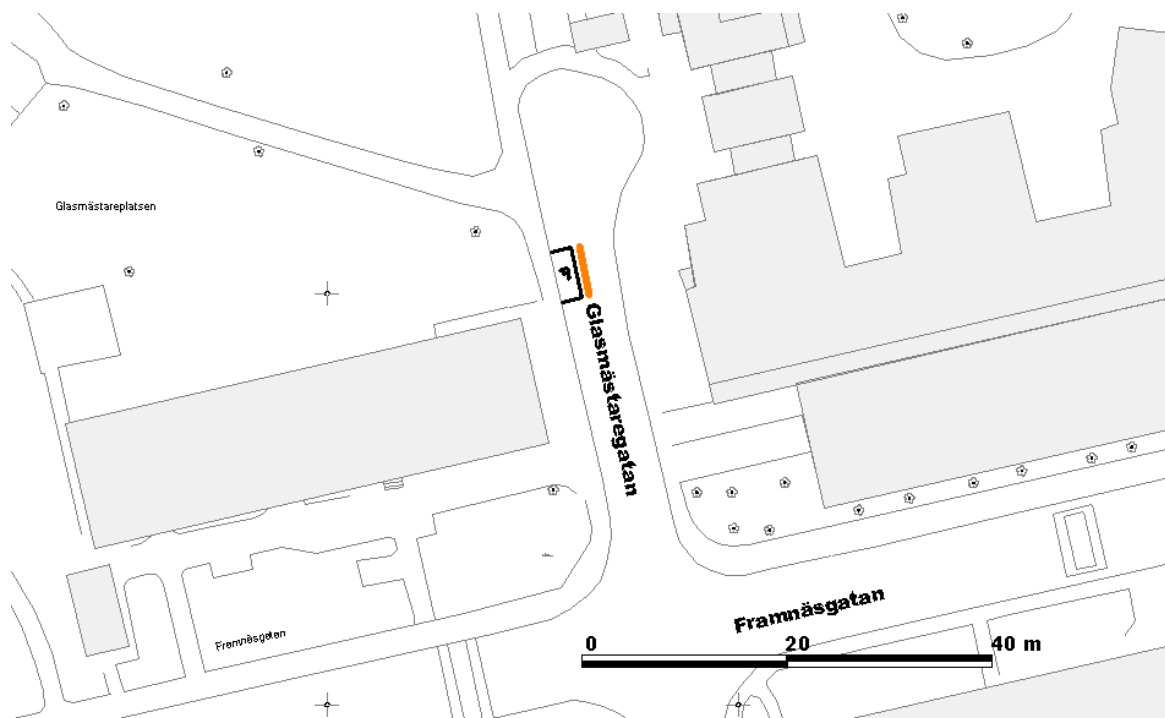 Glasmästareplatsen
Glasmästaregatan
Framnäsgatan
Framnäsgatan
0 20 40 m